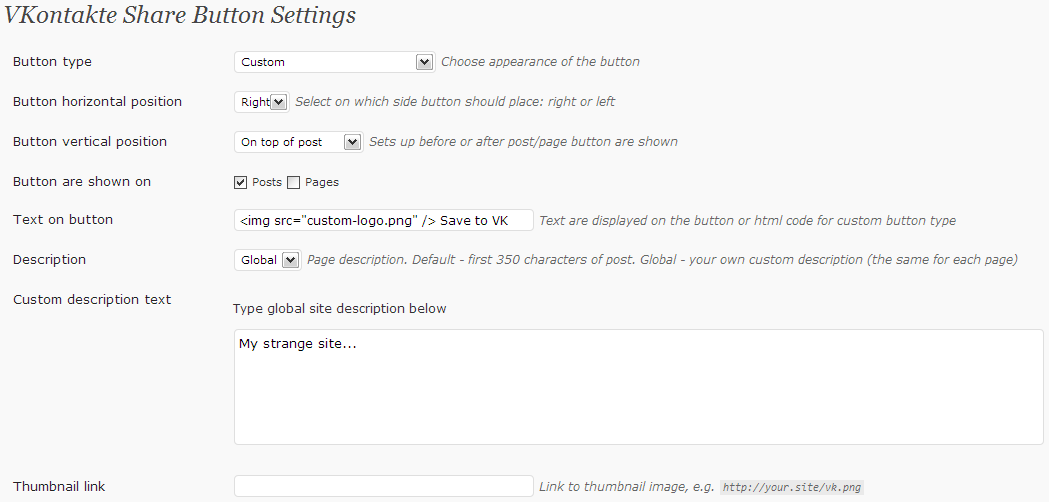 VKontakte Share Button Settings
Button type Custom Choose appearance of the button
Button horizontal position Right Select on which side button should place: right or left
Button vertical position On top of post Sets up before or after post/page button are shown
Button are shown on Posts Pages
Text on button <img src="custom-logo.png" /> Save to VK Text are displayed on the button or html code for custom button type
Description Global Page description. Default - first 350 characters of post. Global - your own custom description (the same for each page)
Custom description text
Type global site description below
My strange site...
Thumbnail link Link to thumbnail image, e.g. http://your.site/vk.png